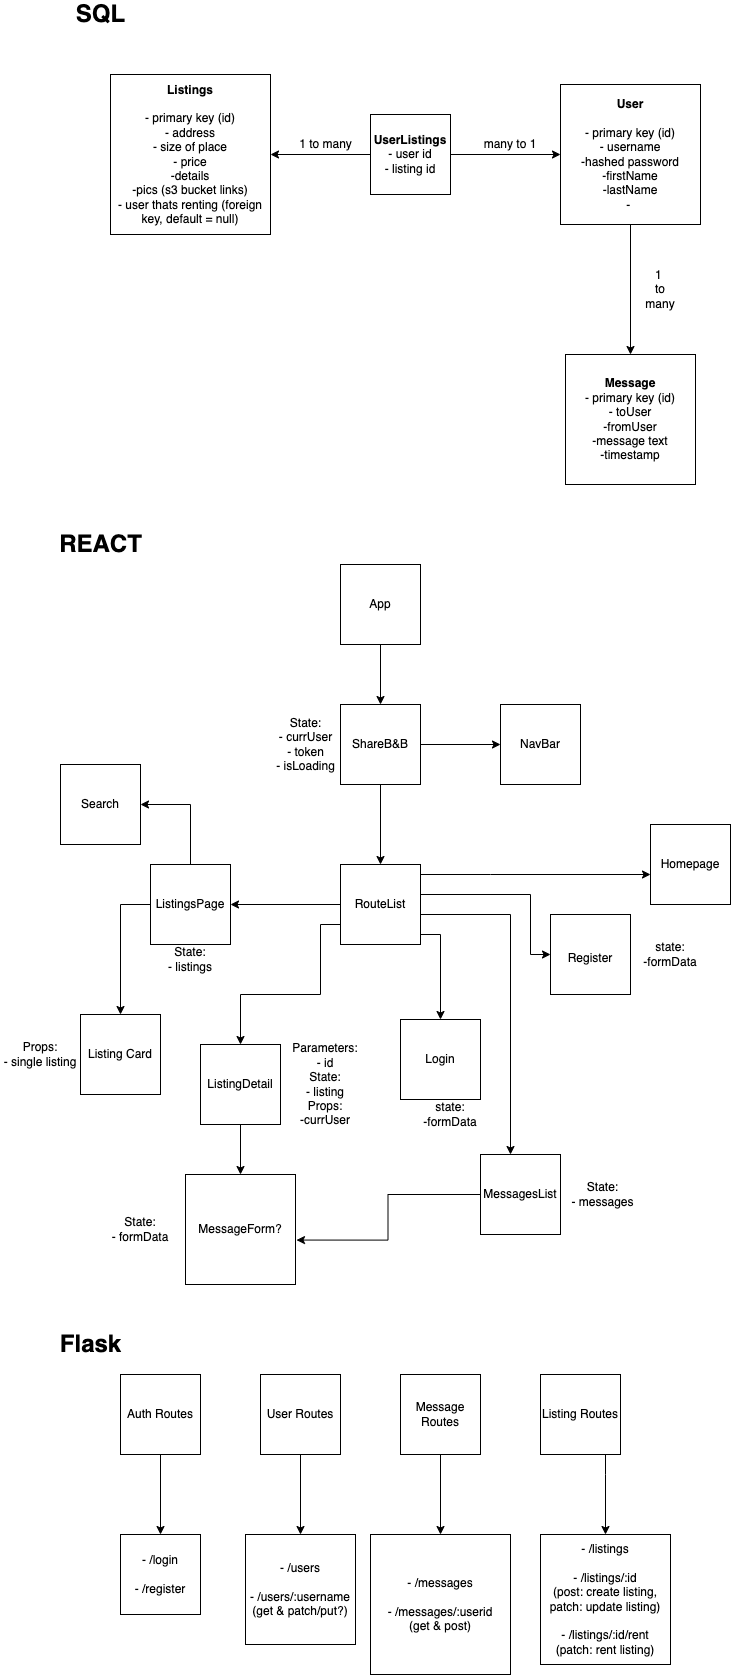 SQL
Listings
- primary key (id)
- address
- size of place
- price
-details
-pics (s3 bucket links)
- user thats renting (foreign
key, default = null)
1 to many
UserListings
- user id
- listing id
many to 1
User
- primary key (id)
- username
-hashed password
-firstName
-lastName
-
1
to
many
Message
- primary key (id)
- toUser
-fromUser
-message text
-timestamp
REACT
App
State:
- currUser
- token
- isLoading
ShareB&B
NavBar
Search
Homepage
ListingsPage
State:
- listings
RouteList
Register
state:
-formData
Props:
- single listing
Listing Card
ListingDetail
Parameters:
- id
State:
- listing
Props:
-currUser
Login
state:
-formData
MessagesList
State:
- messages
State:
- formData
MessageForm?
Flask
Auth Routes
User Routes
Message
Routes
Listing Routes
- /login
- /register
- /users
- /users/:username
(get & patch/put?)
- /messages
- /messages/:userid
(get & post)
- /listings
- /listings/:id
(post: create listing,
patch: update listing)
- /listings/:id/rent
(patch: rent listing)